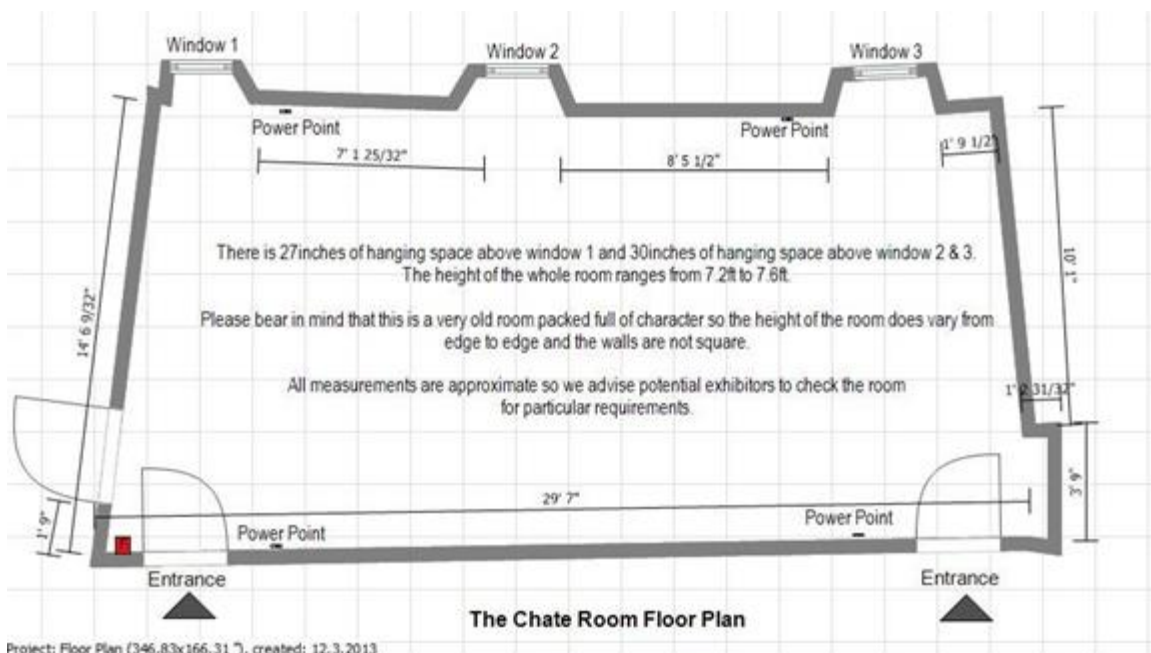 Window 1
Window 2
Window 3
Power Point
Power Point
7' 1 25/32"
8' 5 1/2"
1' 9 1/2"
There is 27inches of hanging space above window 1 and 30inches of hanging space above window 2 & 3.
The height of the whole room ranges from 7.2ft to 7.6ft.
10' 1"
14' 6 9/32"
Please bear in mind that this is a very old room packed full of character so the height of the room does vary from
edge to edge and the walls are not square.
All measurements are approximate so we advise potential exhibitors to check the room
for particular requirements.
1' 2 31/32"
3' 9"
29' 7"
1' 9"
Power Point
Power Point
Entrance
Entrance
The Chate Room Floor Plan
Project: Floor Plan (346.83x166.31 "), created: 12.3.2013